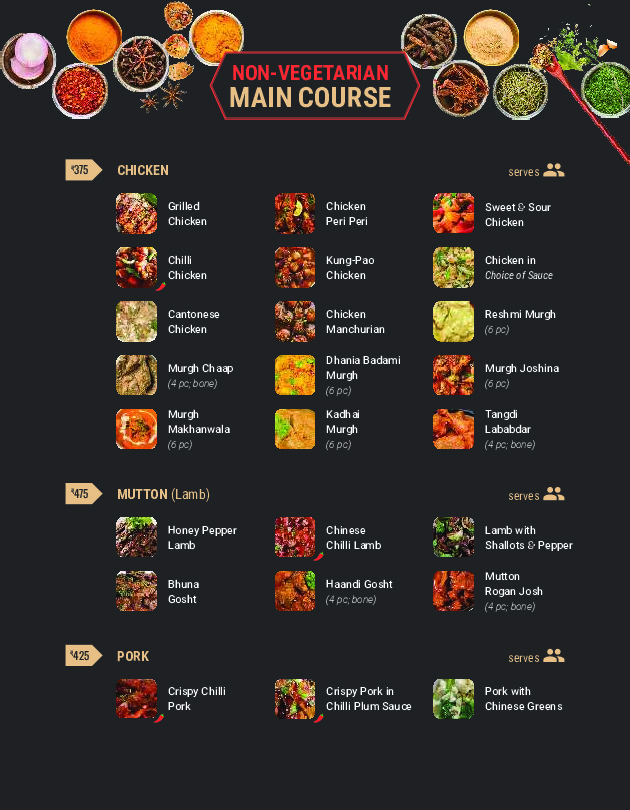 NON-VEGETARIAN
MAIN COURSE
₹375
CHICKEN
serves
Grilled
Chicken
Chicken
Peri Peri
Sweet & Sour
Chicken
Chilli
Chicken
Kung-Pao
Chicken
Chicken in
Choice of Sauce
Cantonese
Chicken
Chicken
Manchurian
Reshmi Murgh
(6 pc)
Murgh Chaap
(4 pc; bone)
Dhania Badami
Murgh
(6 pc)
Murgh Joshina
(6 pc)
Murgh
Makhanwala
(6 pc)
Kadhai
Murgh
(6 pc)
Tangdi
Lababdar
(4 pc; bone)
₹475
MUTTON (Lamb)
serves
Honey Pepper
Lamb
Chinese
Chilli Lamb
Lamb with
Shallots & Pepper
Bhuna
Gosht
Haandi Gosht
(4 pc; bone)
Mutton
Rogan Josh
(4 pc; bone)
₹425
PORK
serves
Crispy Chilli
Pork
Crispy Pork in
Chilli Plum Sauce
Pork with
Chinese Greens